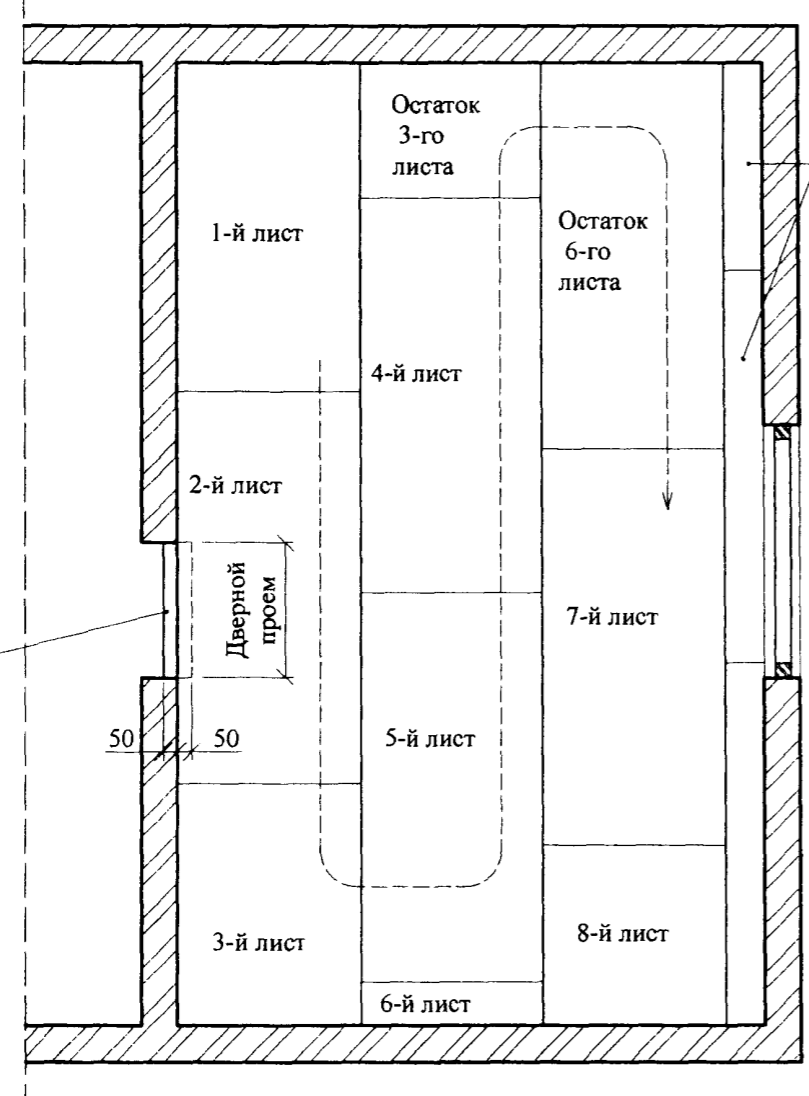 Остаток
3-го
листа
1-й лист
Остаток
6-го
листа
4-й лист
2-й лист
Дверной
проем
7-й лист
50
50
5-й лист
3-й лист
8-й лист
6-й лист